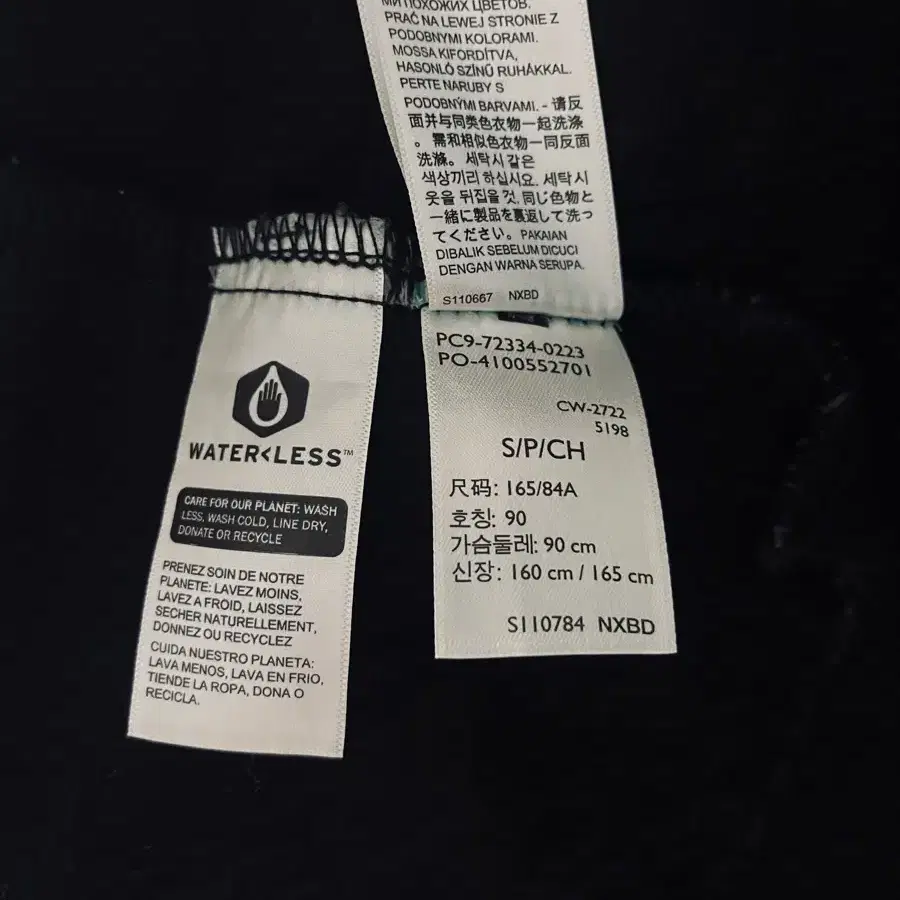 МИ ПОХОЖИХ ЦВЕТОВ.
PRAĆ NA LEWEJ STRONIE Z
PODOBNYMI KOLORAMI.
MOSSA KIFORDÍTVA,
HASONLÓ SZÍNŰ RUHÁKKAL.
PERTE NARUBY S
PODOBNÝMI BARVAMI. - 请反
面并与同类色衣物一起洗涤
。需和相似色衣物一同反面
洗滌。세탁시 같은
색상끼리 하십시요. 세탁시
옷을 뒤집을것. 同じ色物と
一緒に製品を裏返して洗っ
てください。PAKAIAN
DIBALIK SEBELUM DICUCI
DENGAN WARNA SERUPA.
S110667 NXBD
WATER<LESS™
CARE FOR OUR PLANET: WASH
LESS, WASH COLD, LINE DRY,
DONATE OR RECYCLE
PRENEZ SOIN DE NOTRE
PLANETE: LAVEZ MOINS,
LAVEZ A FROID, LAISSEZ
SECHER NATURELLEMENT,
DONNEZ OU RECYCLEZ
CUIDA NUESTRO PLANETA:
LAVA MENOS, LAVA EN FRIO,
TIENDE LA ROPA, DONA O
RECICLA.
PC9-72334-0223
PO-4100552701
CW-2722
5198
S/P/CH
尺码: 165/84A
호칭: 90
가슴둘레: 90 cm
신장: 160 cm / 165 cm
S110784 NXBD